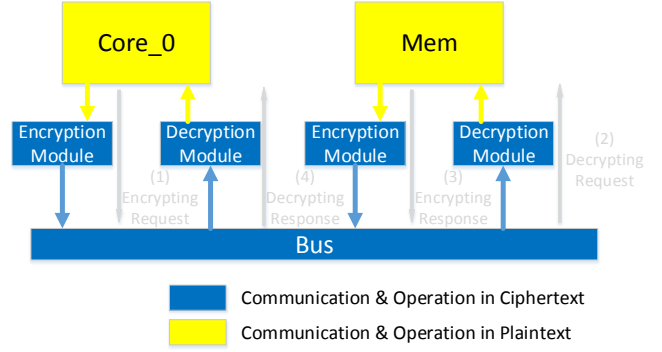 Core_0
Mem
Encryption
Module
Decryption
Module
Encryption
Module
Decryption
Module
(1)
Encrypting
Request
(4)
Decrypting
Response
(3)
Encrypting
Response
(2)
Decrypting
Request
Bus
Communication & Operation in Ciphertext
Communication & Operation in Plaintext